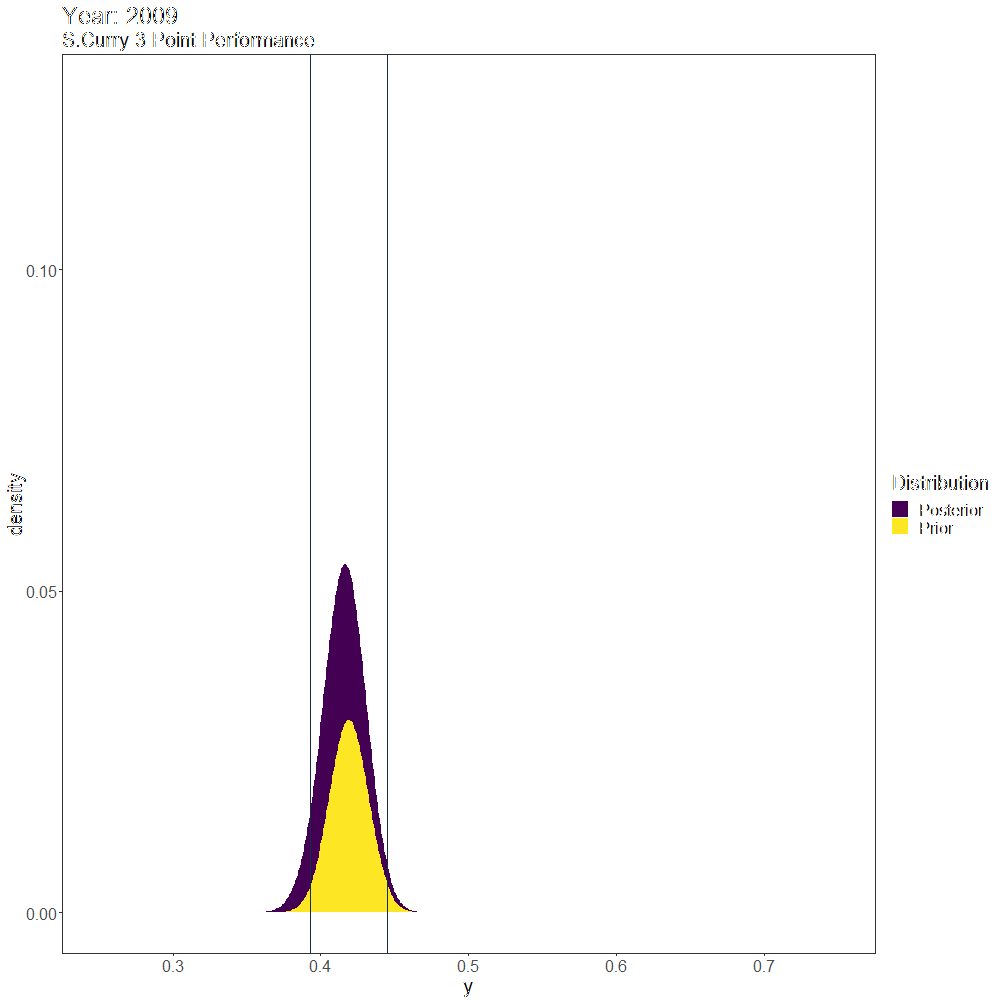 Year: 2009
S.Curry 3 Point Performance
0.10
0.05
0.00
density
0.3 0.4 0.5 0.6 0.7
y
Distribution
Posterior
Prior